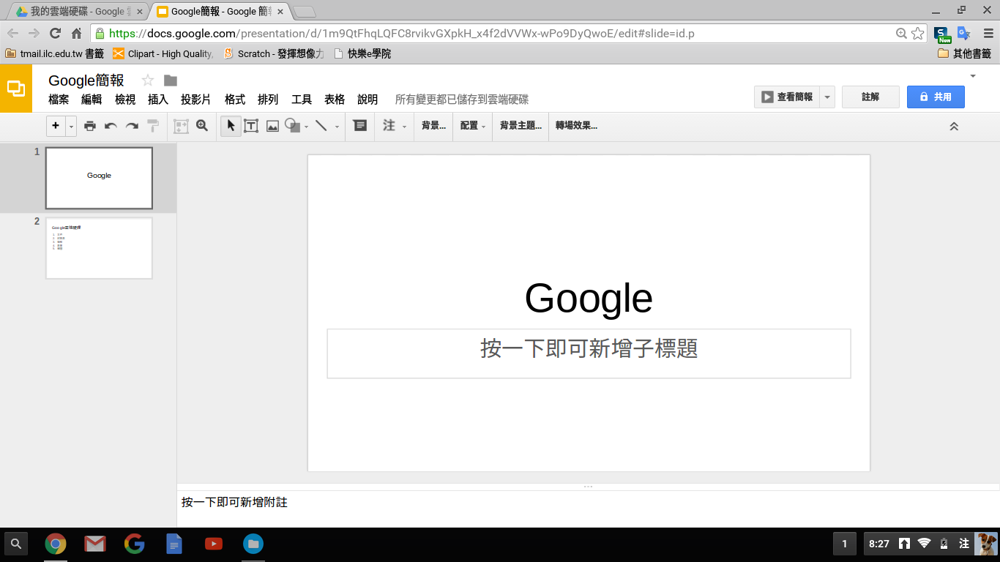 我的雲端硬碟 - Google
Google簡報 - Google 簡報
https://docs.google.com/presentation/d/1m9QtFhqLQFC8rvikvGXpkH_x4f2dVVWx-wPo9DyQwoE/edit#slide=id.p
New
tmail.ilc.edu.tw 書籤
Clipart - High Quality,
Scratch - 發揮想像力
快樂e學院
其他書籤
Google簡報
檔案 編輯 檢視 插入 投影片 格式 排列 工具 表格 說明 所有變更都已儲存到雲端硬碟
查看簡報
註解
共用
注
背景...
配置
背景主題...
轉場效果...
1
Google
2
Google雲端硬碟
Google
按一下即可新增子標題
按一下即可新增附註
1
8:27
注